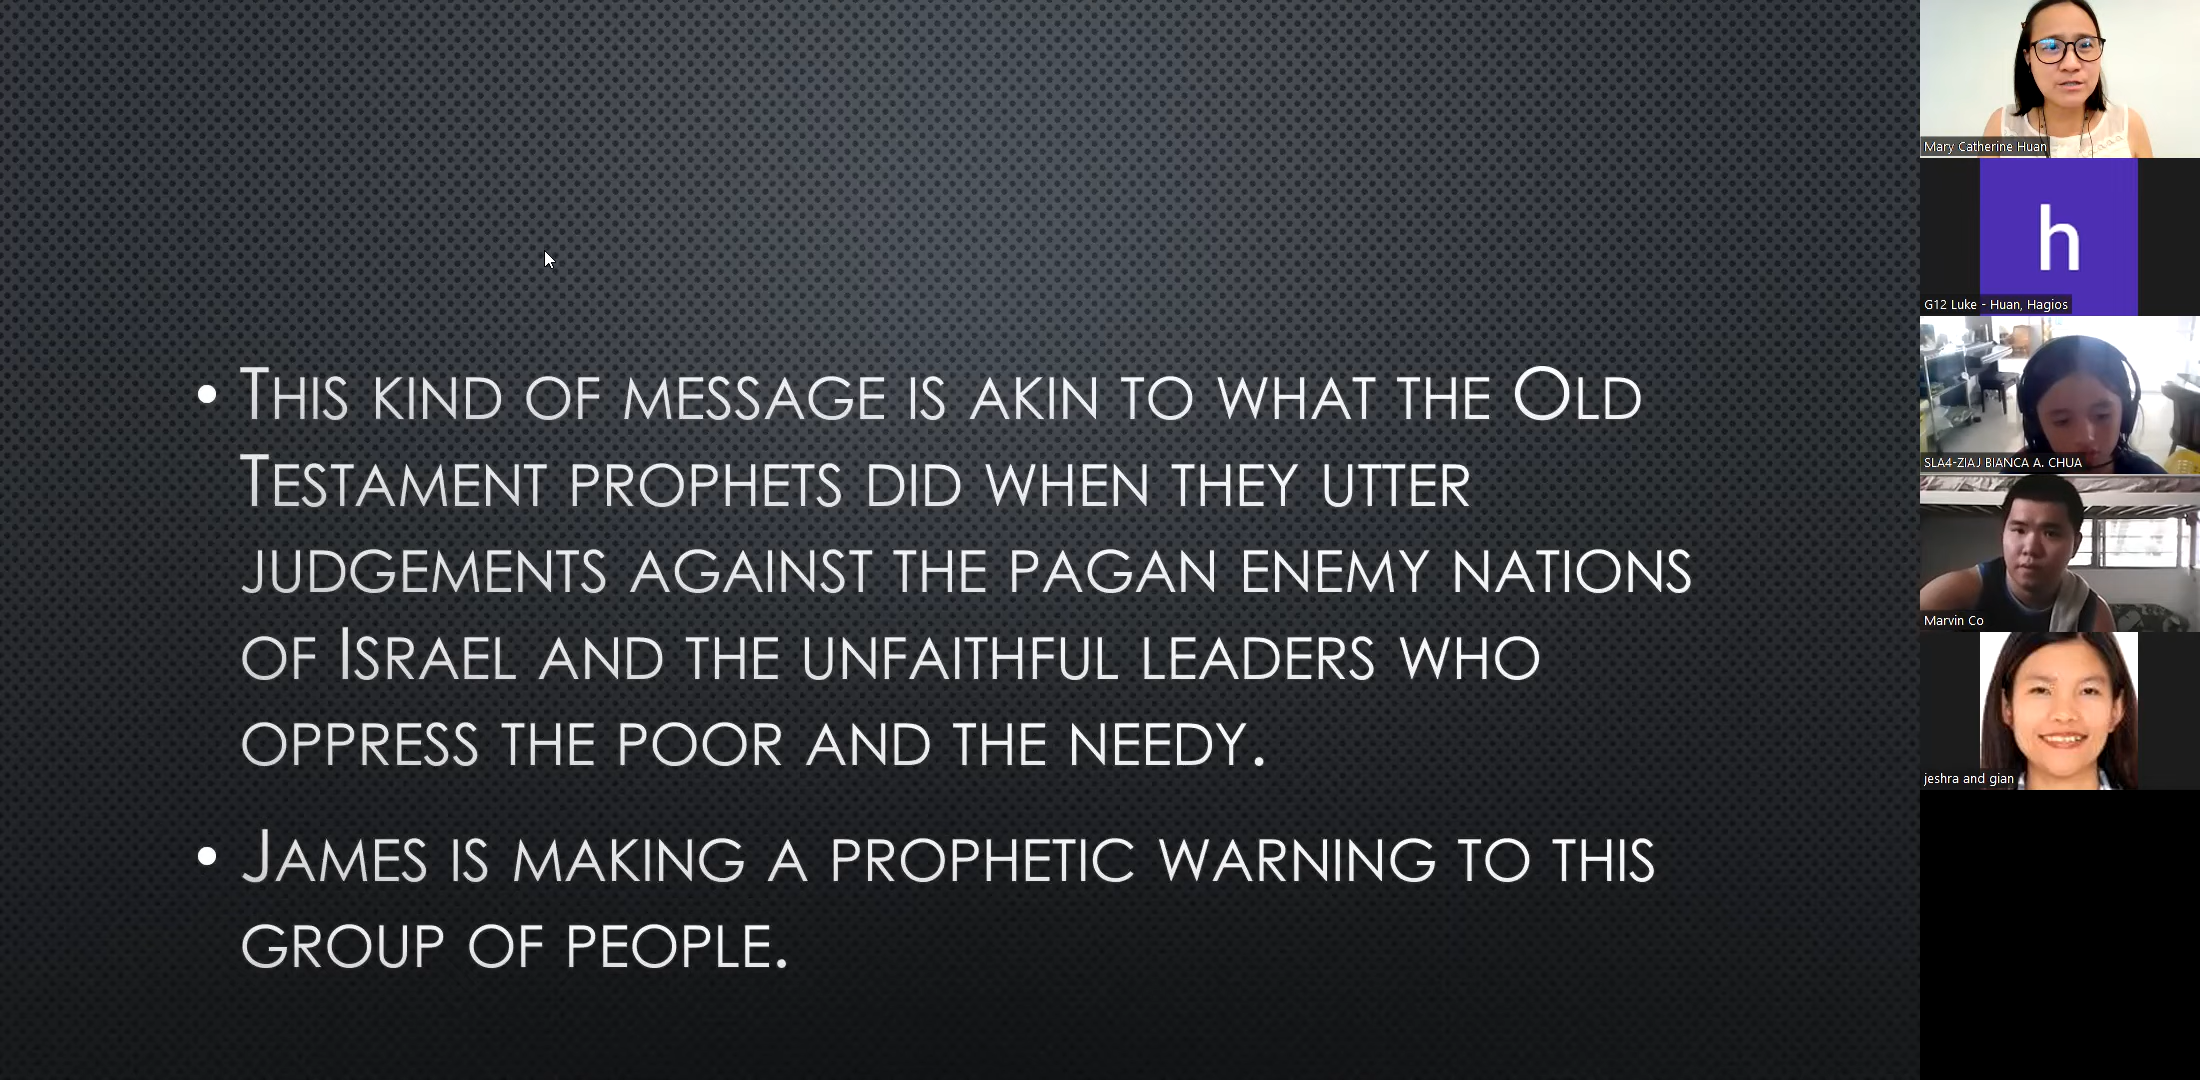 • This kind of message is akin to what the Old
Testament prophets did when they utter
judgements against the pagan enemy nations
of Israel and the unfaithful leaders who
oppress the poor and the needy.
• James is making a prophetic warning to this
group of people.
Mary Catherine Huan
h
G12 Luke - Huan, Hagios
SLA4-ZIAJ BIANCA A. CHUA
Marvin Co
jeshra and gian